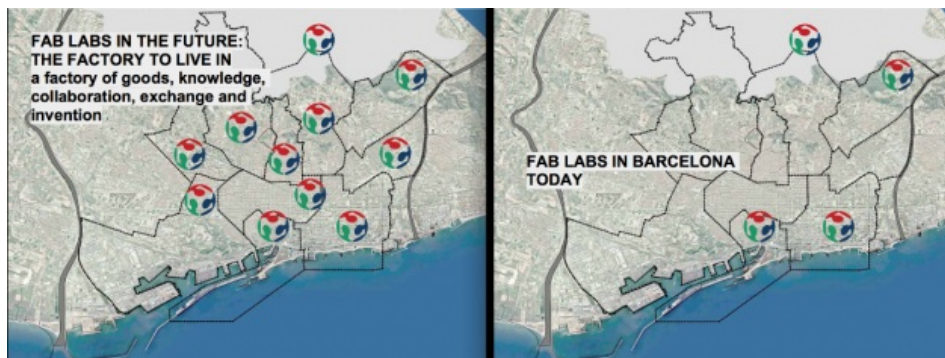 FAB LABS IN THE FUTURE:
THE FACTORY TO LIVE IN
a factory of goods, knowledge,
collaboration, exchange and
invention
FAB LABS IN BARCELONA
TODAY